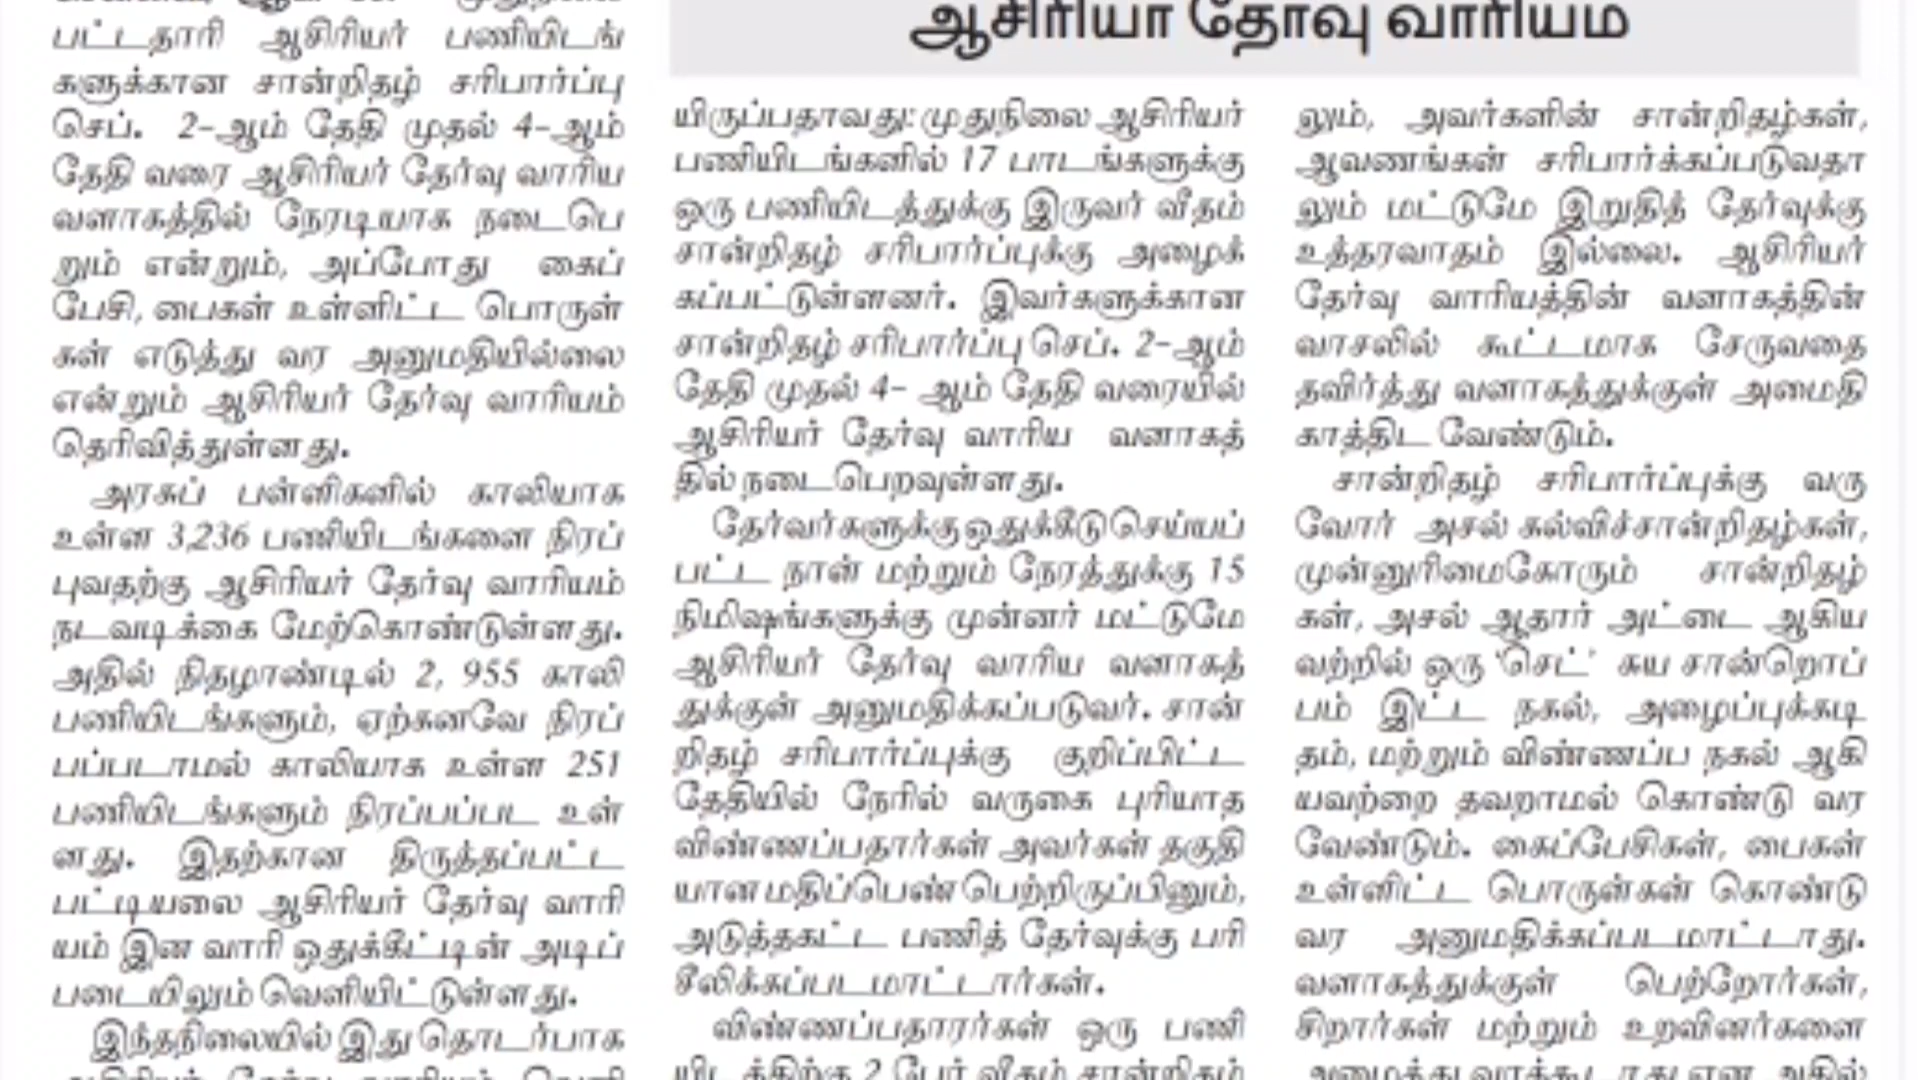 ஆசிரியர் தேர்வு வாரியம்
பட்டதாரி ஆசிரியர் பணியிடங்
களுக்கான சான்றிதழ் சரிபார்ப்பு
செப். 2-ஆம் தேதி முதல் 4-ஆம்
தேதி வரை ஆசிரியர் தேர்வு வாரிய
வளாகத்தில் நேரடியாக நடைபெ
றும் என்றும், அப்போது கைப்
பேசி, பைகள் உள்ளிட்ட பொருள்
கள் எடுத்து வர அனுமதியில்லை
என்றும் ஆசிரியர் தேர்வு வாரியம்
தெரிவித்துள்ளது.
அரசுப் பள்ளிகளில் காலியாக
உள்ள 3,236 பணியிடங்களை நிரப்
புவதற்கு ஆசிரியர் தேர்வு வாரியம்
நடவடிக்கை மேற்கொண்டுள்ளது.
அதில் நிதழாண்டில் 2, 955 காலி
பணியிடங்களும், ஏற்கனவே நிரப்
பப்படாமல் காலியாக உள்ள 251
பணியிடங்களும் நிரப்பப்பட உள்
ளது. இதற்கான திருத்தப்பட்ட
பட்டியலை ஆசிரியர் தேர்வு வாரி
யம் இன வாரி ஒதுக்கீட்டின் அடிப்
படையிலும் வெளியிட்டுள்ளது.
இந்தநிலையில் இது தொடர்பாக
யிருப்பதாவது: முதுநிலை ஆசிரியர்
பணியிடங்களில் 17 பாடங்களுக்கு
ஒரு பணியிடத்துக்கு இருவர் வீதம்
சான்றிதழ் சரிபார்ப்புக்கு அழைக்
கப்பட்டுள்ளனர். இவர்களுக்கான
சான்றிதழ் சரிபார்ப்பு செப். 2-ஆம்
தேதி முதல் 4- ஆம் தேதி வரையில்
ஆசிரியர் தேர்வு வாரிய வளாகத்
தில் நடைபெறவுள்ளது.
தேர்வர்களுக்கு ஒதுக்கீடு செய்யப்
பட்ட நாள் மற்றும் நேரத்துக்கு 15
நிமிஷங்களுக்கு முன்னர் மட்டுமே
ஆசிரியர் தேர்வு வாரிய வளாகத்
துக்குள் அனுமதிக்கப்படுவர். சான்
றிதழ் சரிபார்ப்புக்கு குறிப்பிட்ட
தேதியில் நேரில் வருகை புரியாத
விண்ணப்பதார்கள் அவர்கள் தகுதி
யான மதிப்பெண் பெற்றிருப்பினும்,
அடுத்தகட்ட பணித் தேர்வுக்கு பரி
சீலிக்கப்படமாட்டார்கள்.
விண்ணப்பதாரர்கள் ஒரு பணி
யிடத்திற்கு 2 பேர் வீதம் சான்றிதழ்
லும், அவர்களின் சான்றிதழ்கள்,
ஆவணங்கள் சரிபார்க்கப்படுவதா
லும் மட்டுமே இறுதித் தேர்வுக்கு
உத்தரவாதம் இல்லை. ஆசிரியர்
தேர்வு வாரியத்தின் வளாகத்தின்
வாசலில் கூட்டமாக சேருவதை
தவிர்த்து வளாகத்துக்குள் அமைதி
காத்திட வேண்டும்.
சான்றிதழ் சரிபார்ப்புக்கு வரு
வோர் அசல் கல்விச்சான்றிதழ்கள்,
முன்னுரிமைகோரும் சான்றிதழ்
கள், அசல் ஆதார் அட்டை ஆகிய
வற்றில் ஒரு 'செட்' சுய சான்றொப்
பம் இட்ட நகல், அழைப்புக்கடி
தம், மற்றும் விண்ணப்ப நகல் ஆகி
யவற்றை தவறாமல் கொண்டு வர
வேண்டும். கைப்பேசிகள், பைகள்
உள்ளிட்ட பொருள்கள் கொண்டு
வர அனுமதிக்கப்படமாட்டாது.
வளாகத்துக்குள் பெற்றோர்கள்,
சிறார்கள் மற்றும் உறவினர்களை